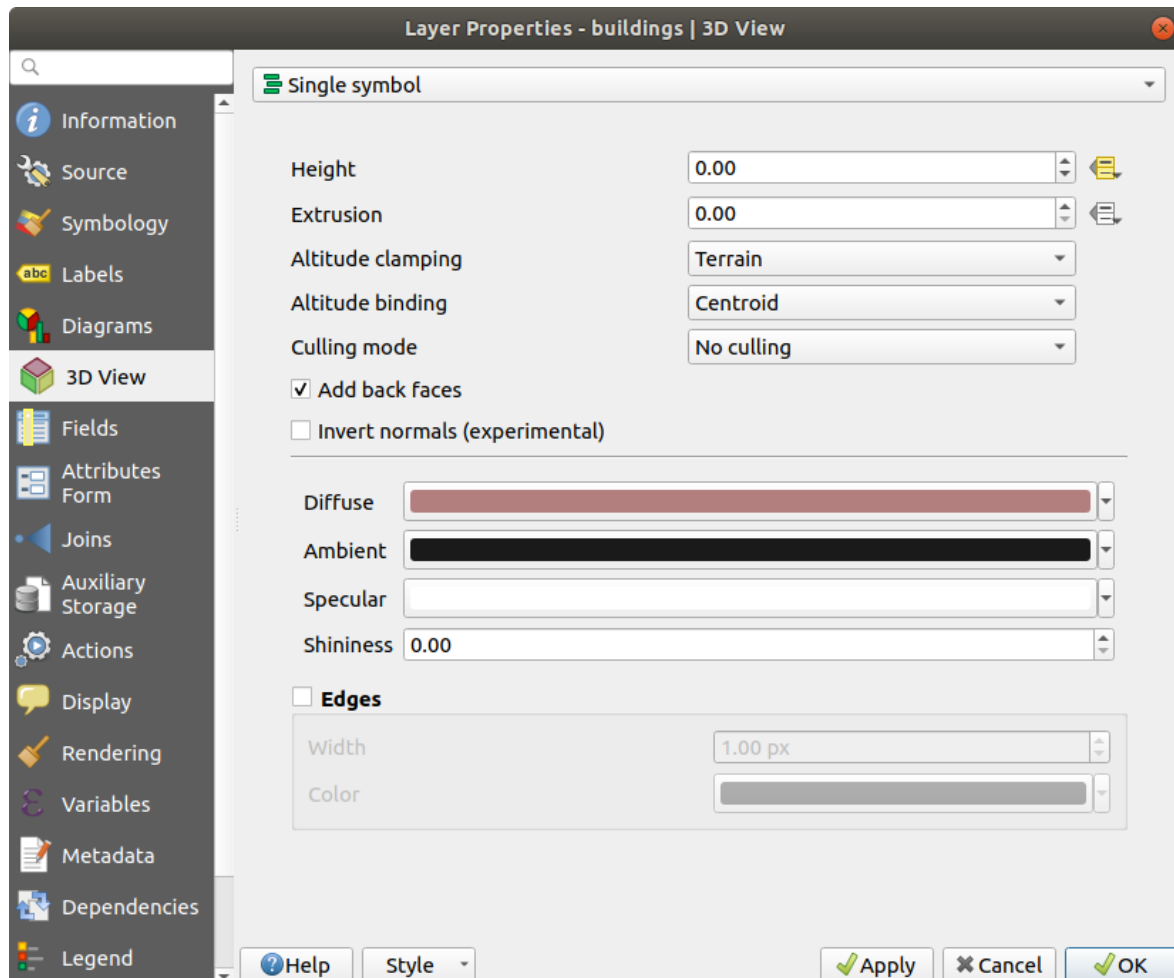 Layer Properties - buildings | 3D View
Information
Source
Symbology
abc Labels
Diagrams
3D View
Fields
Attributes
Form
Joins
Auxiliary
Storage
Actions
Display
Rendering
Variables
Metadata
Dependencies
Legend
Single symbol
Height 0.00
Extrusion 0.00
Altitude clamping Terrain
Altitude binding Centroid
Culling mode No culling
Add back faces
Invert normals (experimental)
Diffuse
Ambient
Specular
Shininess 0.00
Edges
Width 1.00 px
Color
Help Style Apply Cancel OK